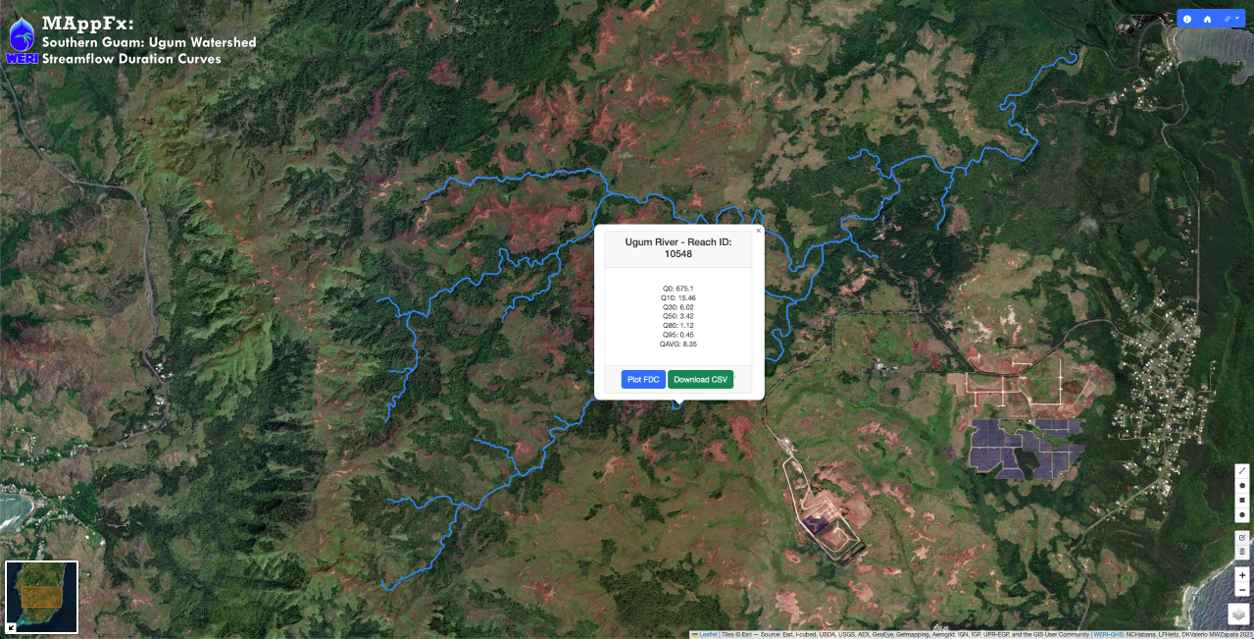 MAppFx:
Southern Guam: Ugum Watershed
WERI Streamflow Duration Curves
Ugum River - Reach ID:
10548
×
Q0: 675.1
Q10: 15.46
Q30: 6.02
Q50: 3.42
Q80: 1.12
Q95: 0.45
QAVG: 8.35
Plot FDC Download CSV
+
−
Leaflet | Tiles © Esri — Source: Esri, i-cubed, USDA, USGS, AEX, GeoEye, Getmapping, Aerogrid, IGN, IGP, UPR-EGP, and the GIS User Community | WERI-GHS: NCHabana, LFHeitz, DKValerio MWZapata